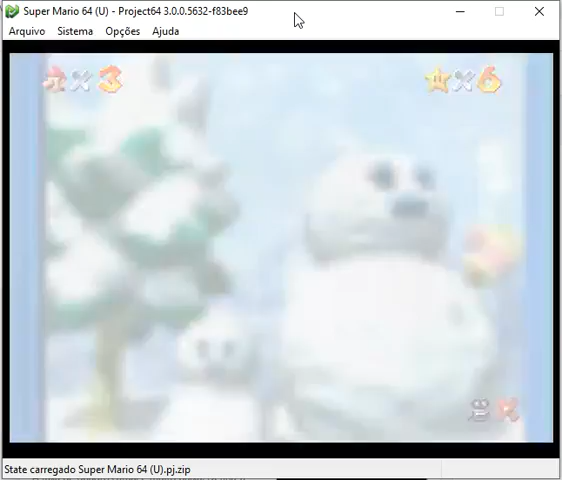 Super Mario 64 (U) - Project64 3.0.0.5632-f83bee9
Arquivo Sistema Opções Ajuda
×3 ×6
State carregado Super Mario 64 (U).pj.zip